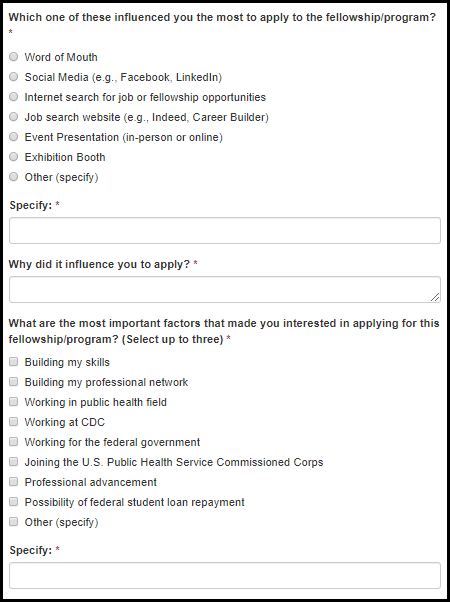 Which one of these influenced you the most to apply to the fellowship/program?
*
Word of Mouth
Social Media (e.g., Facebook, LinkedIn)
Internet search for job or fellowship opportunities
Job search website (e.g., Indeed, Career Builder)
Event Presentation (in-person or online)
Exhibition Booth
Other (specify)
Specify: *
Why did it influence you to apply? *
What are the most important factors that made you interested in applying for this
fellowship/program? (Select up to three) *
Building my skills
Building my professional network
Working in public health field
Working at CDC
Working for the federal government
Joining the U.S. Public Health Service Commissioned Corps
Professional advancement
Possibility of federal student loan repayment
Other (specify)
Specify: *